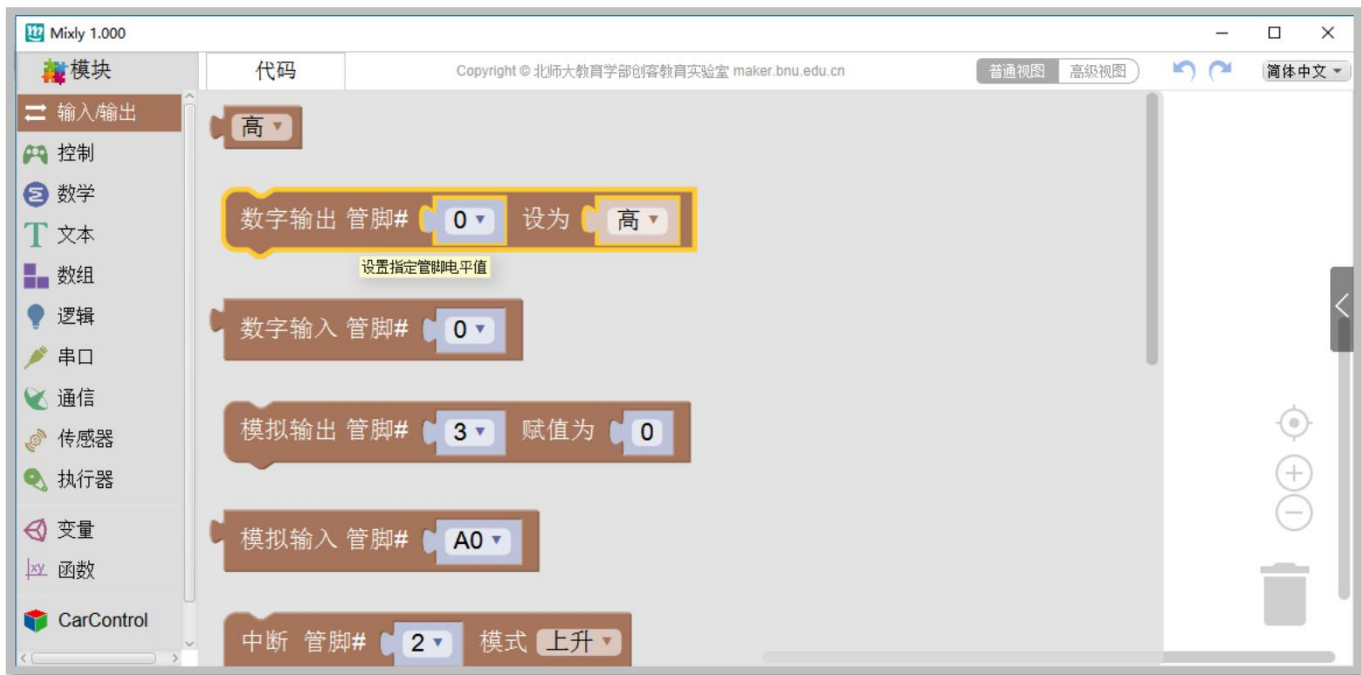 Mixly 1.000
模块 代码 Copyright © 北师大教育学部创客教育实验室 maker.bnu.edu.cn 普通视图 高级视图 简体中文
输入/输出
控制
数学
文本
数组
逻辑
串口
通信
传感器
执行器
变量
函数
CarControl
高
数字输出 管脚# 0 设为 高
设置指定管脚电平值
数字输入 管脚# 0
模拟输出 管脚# 3 赋值为 0
模拟输入 管脚# A0
中断 管脚# 2 模式 上升